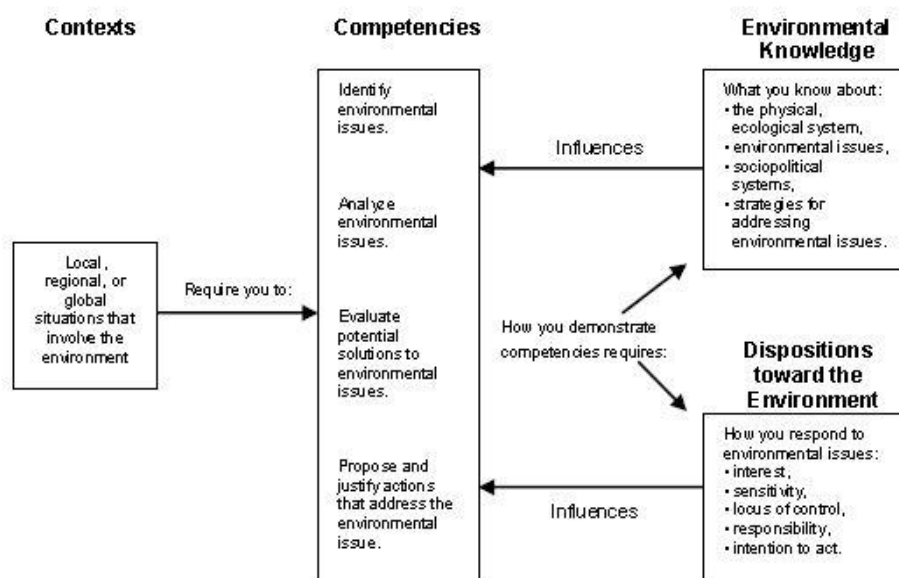 Contexts
Local,
regional, or
global
situations that
involve the
environment
Require you to:
Competencies
Identify
environmental
issues.
Analyze
environmental
issues.
Evaluate
potential
solutions to
environmental
issues.
Propose and
justify actions
that address the
environmental
issue.
Influences
How you demonstrate
competencies requires:
Influences
Environmental
Knowledge
What you know about:
• the physical,
ecological system,
• environmental issues,
• sociopolitical
systems,
• strategies for
addressing
environmental issues.
Dispositions
toward the
Environment
How you respond to
environmental issues:
• interest,
• sensitivity,
• locus of control,
• responsibility,
• intention to act.